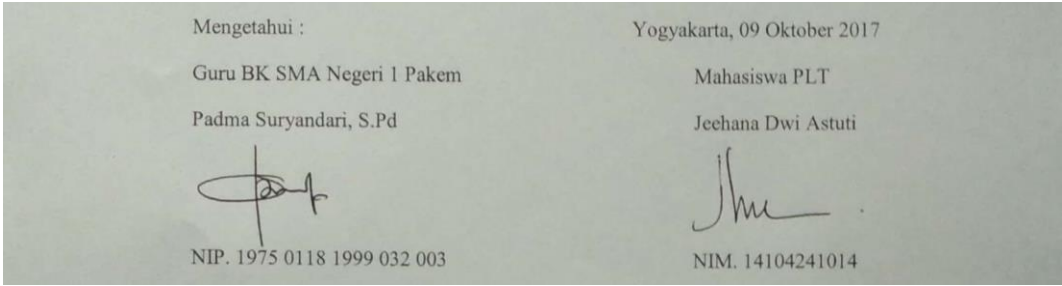 Mengetahui :
Yogyakarta, 09 Oktober 2017
Guru BK SMA Negeri 1 Pakem
Mahasiswa PLT
Padma Suryandari, S.Pd
Jeehana Dwi Astuti
NIP. 1975 0118 1999 032 003
NIM. 14104241014